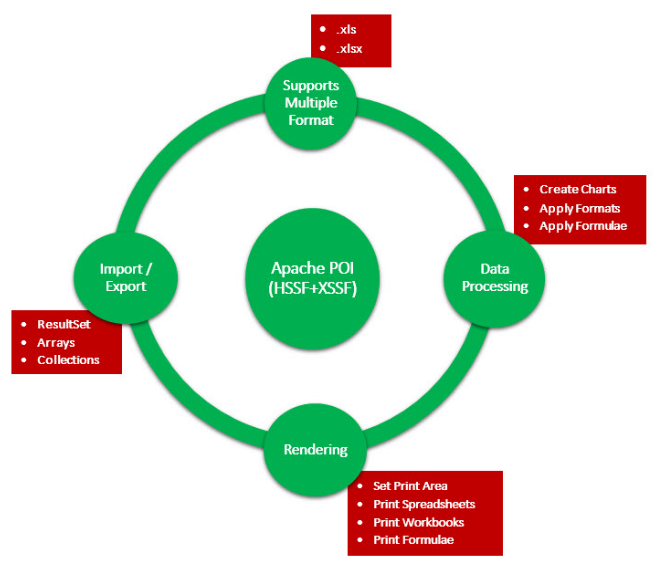 • .xls
• .xlsx
Supports
Multiple
Format
• Create Charts
• Apply Formats
• Apply Formulae
Import /
Export
Apache POI
(HSSF+XSSF)
Data
Processing
• ResultSet
• Arrays
• Collections
Rendering
• Set Print Area
• Print Spreadsheets
• Print Workbooks
• Print Formulae